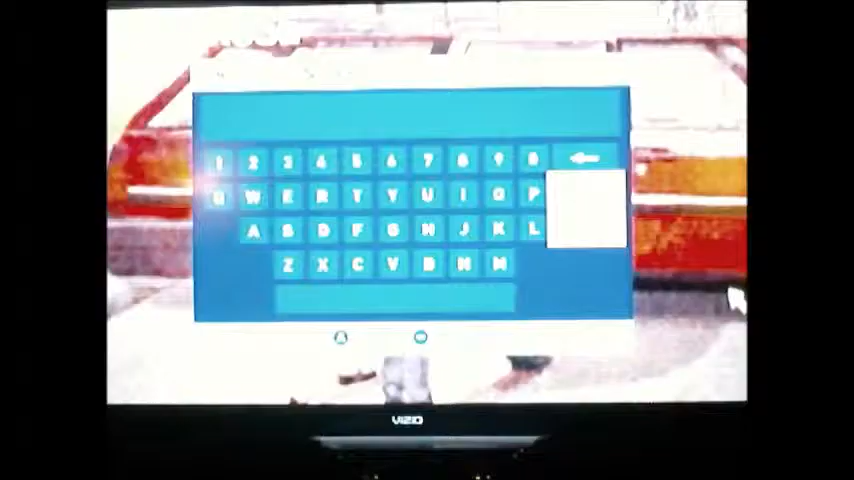 1 2 3 4 5 6 7 8 9 0 ←
Q W E R T Y U I O P
A S D F G H J K L
Z X C V B N M
A
VIZIO